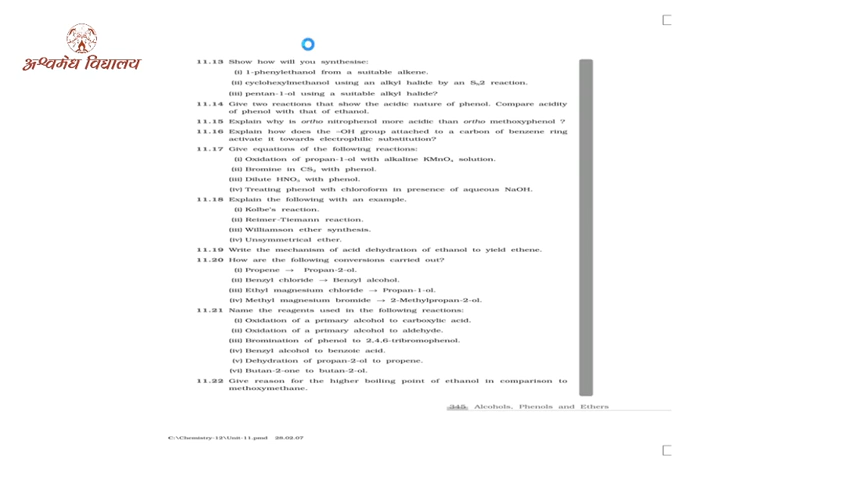 अश्वमेध विद्यालय
11.13 Show how will you synthesise:
(i) 1-phenylethanol from a suitable alkene.
(ii) cyclohexylmethanol using an alkyl halide by an SN2 reaction.
(iii) pentan-1-ol using a suitable alkyl halide?
11.14 Give two reactions that show the acidic nature of phenol. Compare acidity
of phenol with that of ethanol.
11.15 Explain why is ortho nitrophenol more acidic than ortho methoxyphenol ?
11.16 Explain how does the –OH group attached to a carbon of benzene ring
activate it towards electrophilic substitution?
11.17 Give equations of the following reactions:
(i) Oxidation of propan-1-ol with alkaline KMnO4 solution.
(ii) Bromine in CS2 with phenol.
(iii) Dilute HNO3 with phenol.
(iv) Treating phenol wih chloroform in presence of aqueous NaOH.
11.18 Explain the following with an example.
(i) Kolbe's reaction.
(ii) Reimer-Tiemann reaction.
(iii) Williamson ether synthesis.
(iv) Unsymmetrical ether.
11.19 Write the mechanism of acid dehydration of ethanol to yield ethene.
11.20 How are the following conversions carried out?
(i) Propene → Propan-2-ol.
(ii) Benzyl chloride → Benzyl alcohol.
(iii) Ethyl magnesium chloride → Propan-1-ol.
(iv) Methyl magnesium bromide → 2-Methylpropan-2-ol.
11.21 Name the reagents used in the following reactions:
(i) Oxidation of a primary alcohol to carboxylic acid.
(ii) Oxidation of a primary alcohol to aldehyde.
(iii) Bromination of phenol to 2,4,6-tribromophenol.
(iv) Benzyl alcohol to benzoic acid.
(v) Dehydration of propan-2-ol to propene.
(vi) Butan-2-one to butan-2-ol.
11.22 Give reason for the higher boiling point of ethanol in comparison to
methoxymethane.
345 Alcohols, Phenols and Ethers
C:\Chemistry-12\Unit-11.pmd 28.02.07